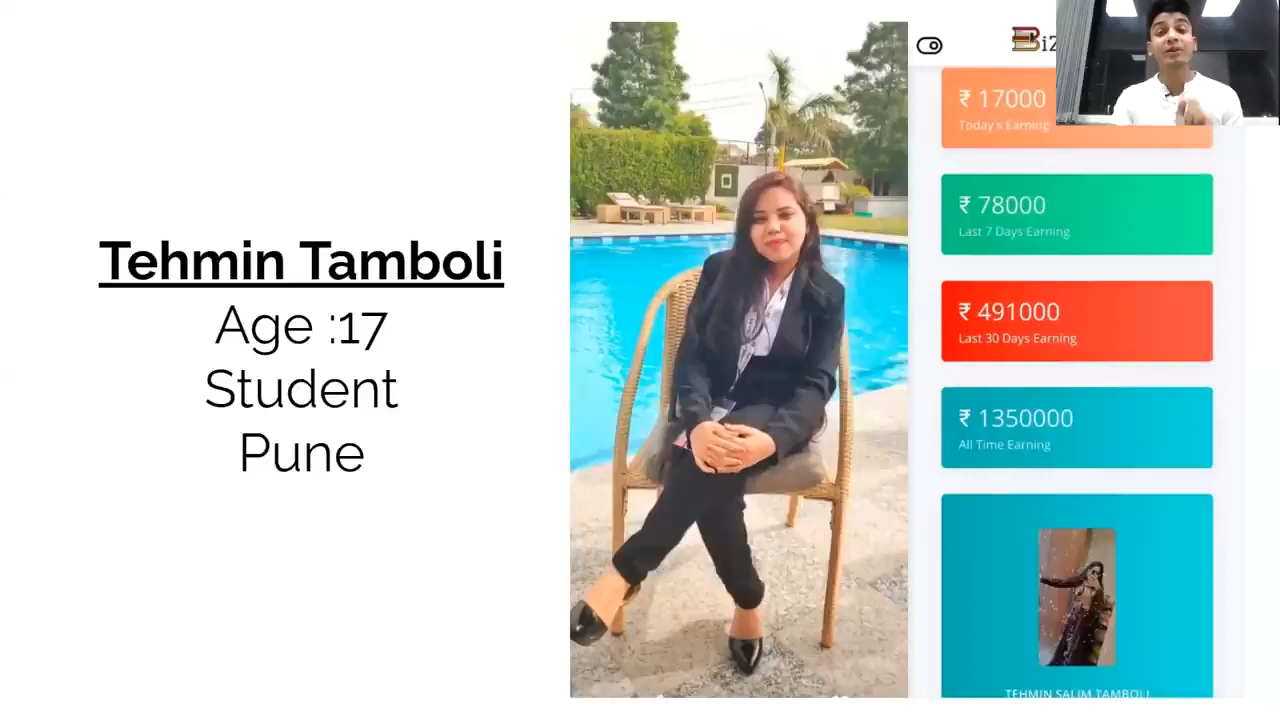 Tehmin Tamboli
Age :17
Student
Pune
BiZ
₹ 17000
Today's Earning
₹ 78000
Last 7 Days Earning
₹ 491000
Last 30 Days Earning
₹ 1350000
All Time Earning
TEHMIN SALIM TAMBOLI